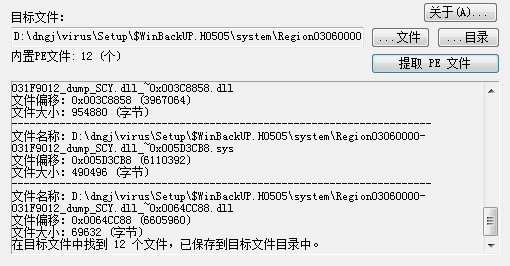 目标文件:
关于(A)...
D:\dngj\virus\Setup\$WinBackUP.H0505\system\Region03060000
...文件
...目录
内置PE文件: 12 (个)
提取 PE 文件
031F9012_dump_SCY.dll_~0x003C8858.dll
文件偏移: 0x003C8858 (3967064)
文件大小: 954880 (字节)
------------------------------------------------------------
文件名称: D:\dngj\virus\Setup\$WinBackUP.H0505\system\Region03060000-
031F9012_dump_SCY.dll_~0x005D3CB8.sys
文件偏移: 0x005D3CB8 (6110392)
文件大小: 490496 (字节)
------------------------------------------------------------
文件名称: D:\dngj\virus\Setup\$WinBackUP.H0505\system\Region03060000-
031F9012_dump_SCY.dll_~0x0064CC88.dll
文件偏移: 0x0064CC88 (6605960)
文件大小: 69632 (字节)
在目标文件中找到 12 个文件，已保存到目标文件目录中。